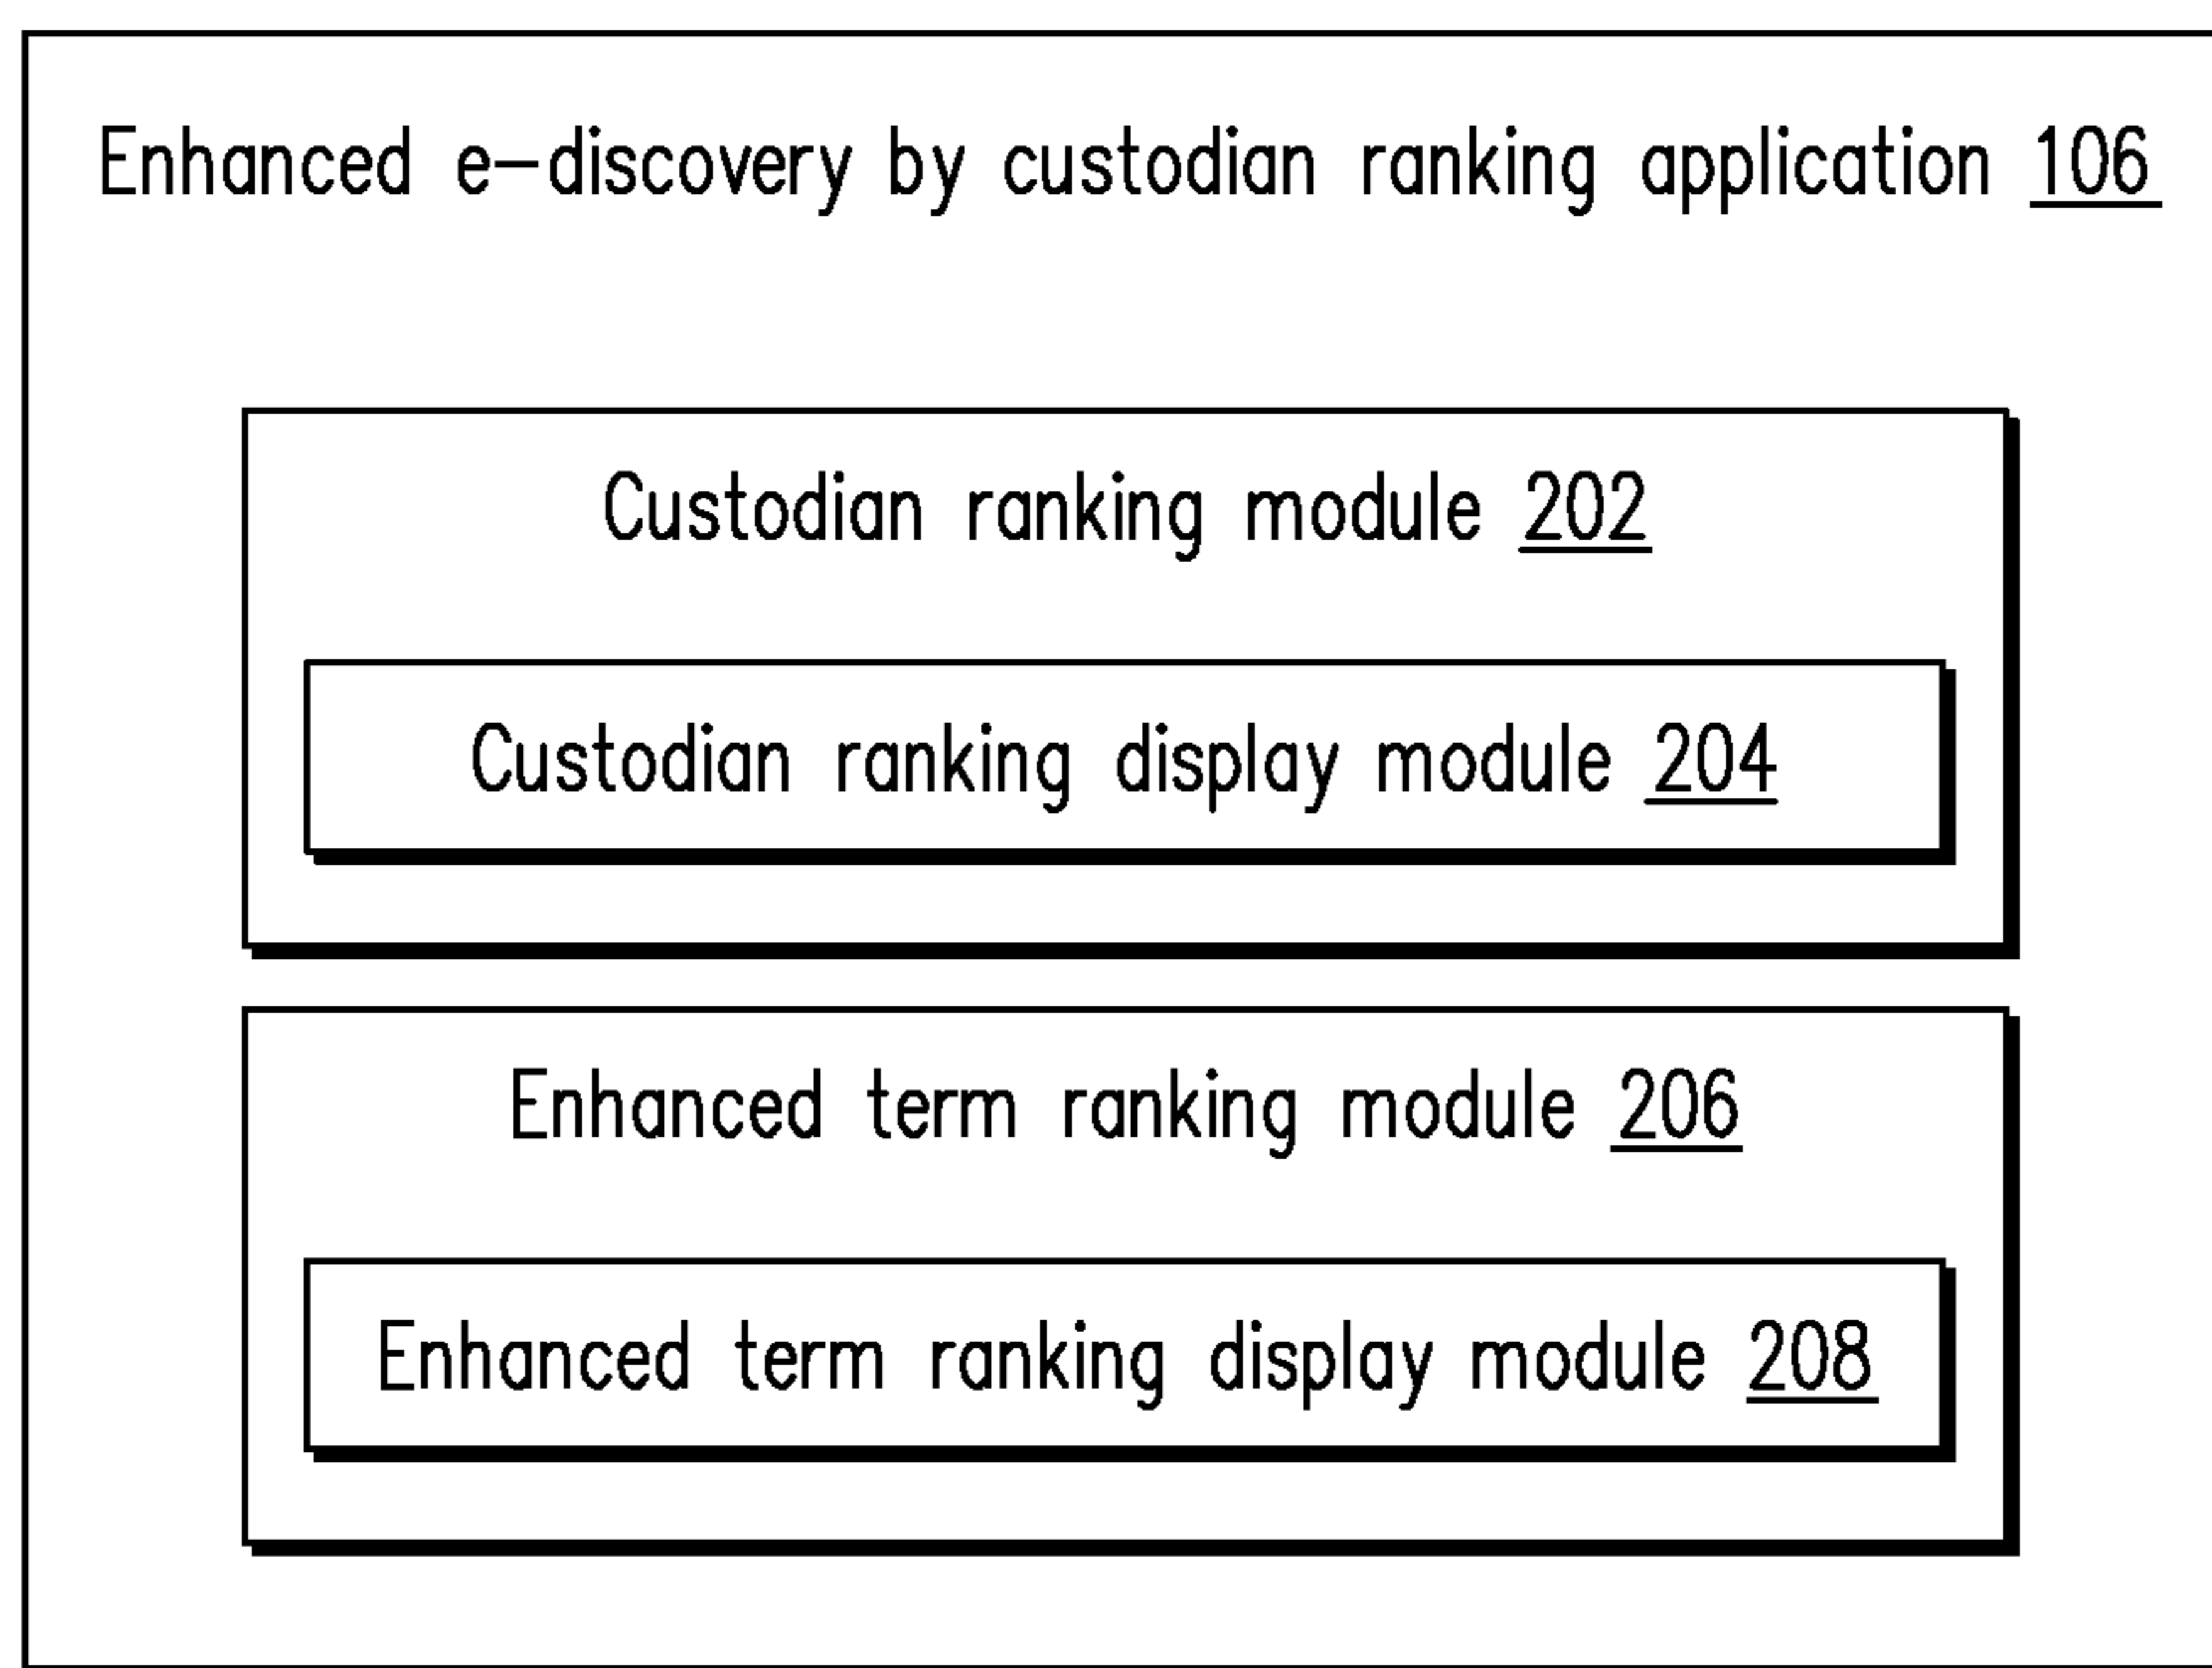 Enhanced e-discovery by custodian ranking application 106
Custodian ranking module 202
Custodian ranking display module 204
Enhanced term ranking module 206
Enhanced term ranking display module 208